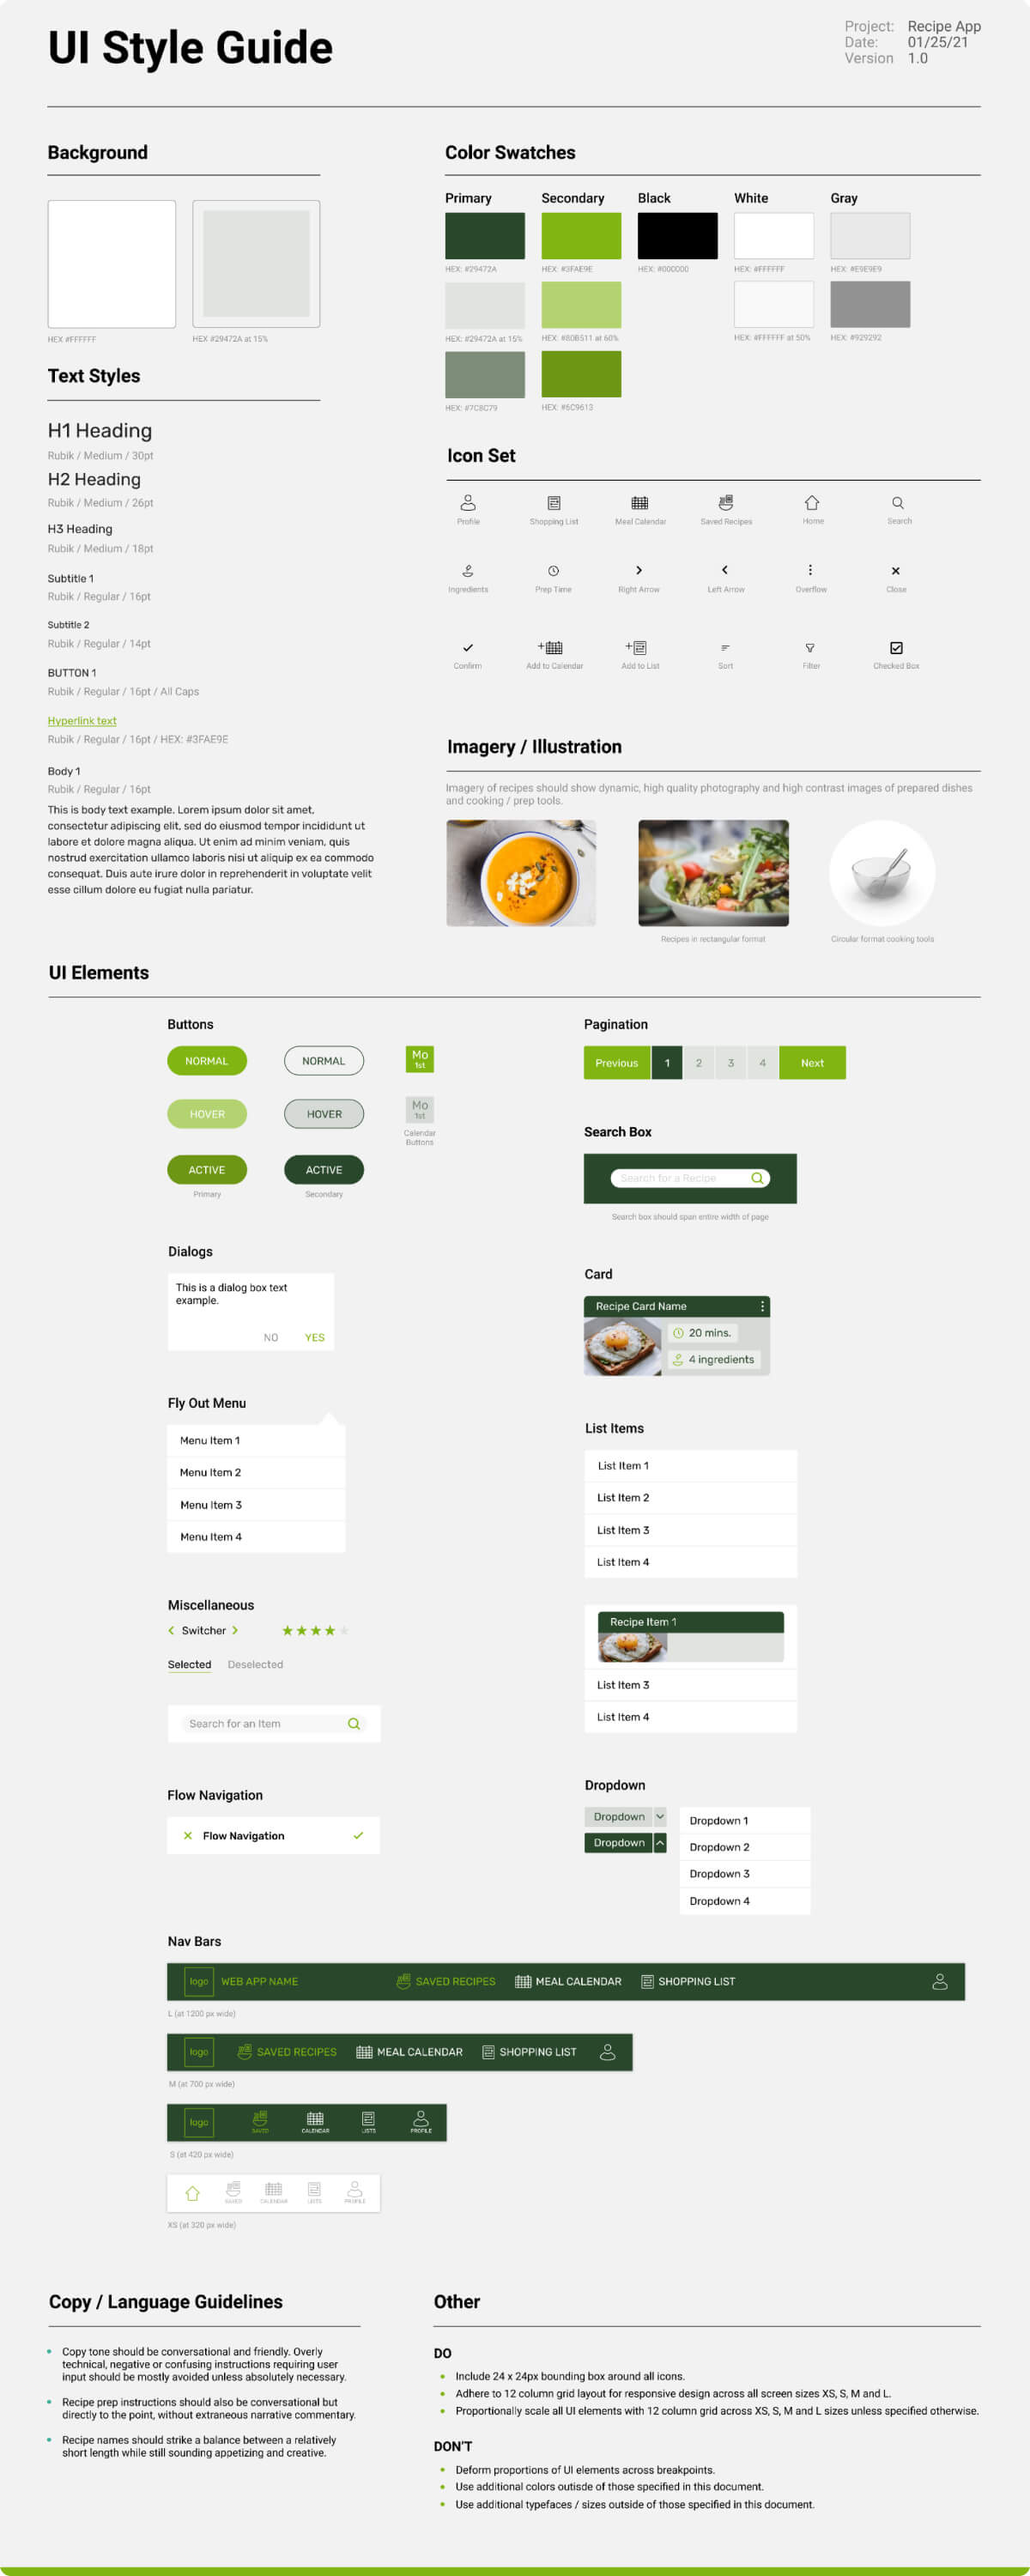 UI Style Guide
Project: Recipe App
Date: 01/25/21
Version 1.0
Background
HEX #FFFFFF
HEX #29472A at 15%
Color Swatches
Primary
Secondary
Black
White
Gray
HEX: #29472A
HEX: #3FAE9E
HEX: #000000
HEX: #FFFFFF
HEX: #E9E9E9
HEX: #29472A at 15%
HEX: #80B511 at 60%
HEX: #FFFFFF at 50%
HEX: #929292
HEX: #7C8C79
HEX: #6C9613
Text Styles
H1 Heading
Rubik / Medium / 30pt
H2 Heading
Rubik / Medium / 26pt
H3 Heading
Rubik / Medium / 18pt
Subtitle 1
Rubik / Regular / 16pt
Subtitle 2
Rubik / Regular / 14pt
BUTTON 1
Rubik / Regular / 16pt / All Caps
Hyperlink text
Rubik / Regular / 16pt / HEX: #3FAE9E
Body 1
Rubik / Regular / 16pt
This is body text example. Lorem ipsum dolor sit amet,
consectetur adipiscing elit, sed do eiusmod tempor incididunt ut
labore et dolore magna aliqua. Ut enim ad minim veniam, quis
nostrud exercitation ullamco laboris nisi ut aliquip ex ea commodo
consequat. Duis aute irure dolor in reprehenderit in voluptate velit
esse cillum dolore eu fugiat nulla pariatur.
Icon Set
Profile
Shopping List
Meal Calendar
Saved Recipes
Home
Search
Ingredients
Prep Time
Right Arrow
Left Arrow
Overflow
Close
Confirm
Add to Calendar
Add to List
Sort
Filter
Checked Box
Imagery / Illustration
Imagery of recipes should show dynamic, high quality photography and high contrast images of prepared dishes
and cooking / prep tools.
Recipes in rectangular format
Circular format cooking tools
UI Elements
Buttons
NORMAL
NORMAL
Mo
1st
HOVER
HOVER
Mo
1st
Calendar
Buttons
ACTIVE
ACTIVE
Primary
Secondary
Pagination
Previous 1 2 3 4 Next
Search Box
Search for a Recipe
Search box should span entire width of page
Dialogs
This is a dialog box text
example.
NO YES
Card
Recipe Card Name
20 mins.
4 ingredients
Fly Out Menu
Menu Item 1
Menu Item 2
Menu Item 3
Menu Item 4
List Items
List Item 1
List Item 2
List Item 3
List Item 4
Recipe Item 1
List Item 3
List Item 4
Miscellaneous
Switcher
Selected Deselected
Search for an Item
Flow Navigation
Flow Navigation
Dropdown
Dropdown
Dropdown
Dropdown 1
Dropdown 2
Dropdown 3
Dropdown 4
Nav Bars
logo WEB APP NAME SAVED RECIPES MEAL CALENDAR SHOPPING LIST
L (at 1200 px wide)
logo SAVED RECIPES MEAL CALENDAR SHOPPING LIST
M (at 700 px wide)
logo SAVED CALENDAR LISTS PROFILE
S (at 420 px wide)
SAVED CALENDAR LISTS PROFILE
XS (at 320 px wide)
Copy / Language Guidelines
Copy tone should be conversational and friendly. Overly
technical, negative or confusing instructions requiring user
input should be mostly avoided unless absolutely necessary.
Recipe prep instructions should also be conversational but
directly to the point, without extraneous narrative commentary.
Recipe names should strike a balance between a relatively
short length while still sounding appetizing and creative.
Other
DO
Include 24 x 24px bounding box around all icons.
Adhere to 12 column grid layout for responsive design across all screen sizes XS, S, M and L.
Proportionally scale all UI elements with 12 column grid across XS, S, M and L sizes unless specified otherwise.
DON'T
Deform proportions of UI elements across breakpoints.
Use additional colors outisde of those specified in this document.
Use additional typefaces / sizes outside of those specified in this document.